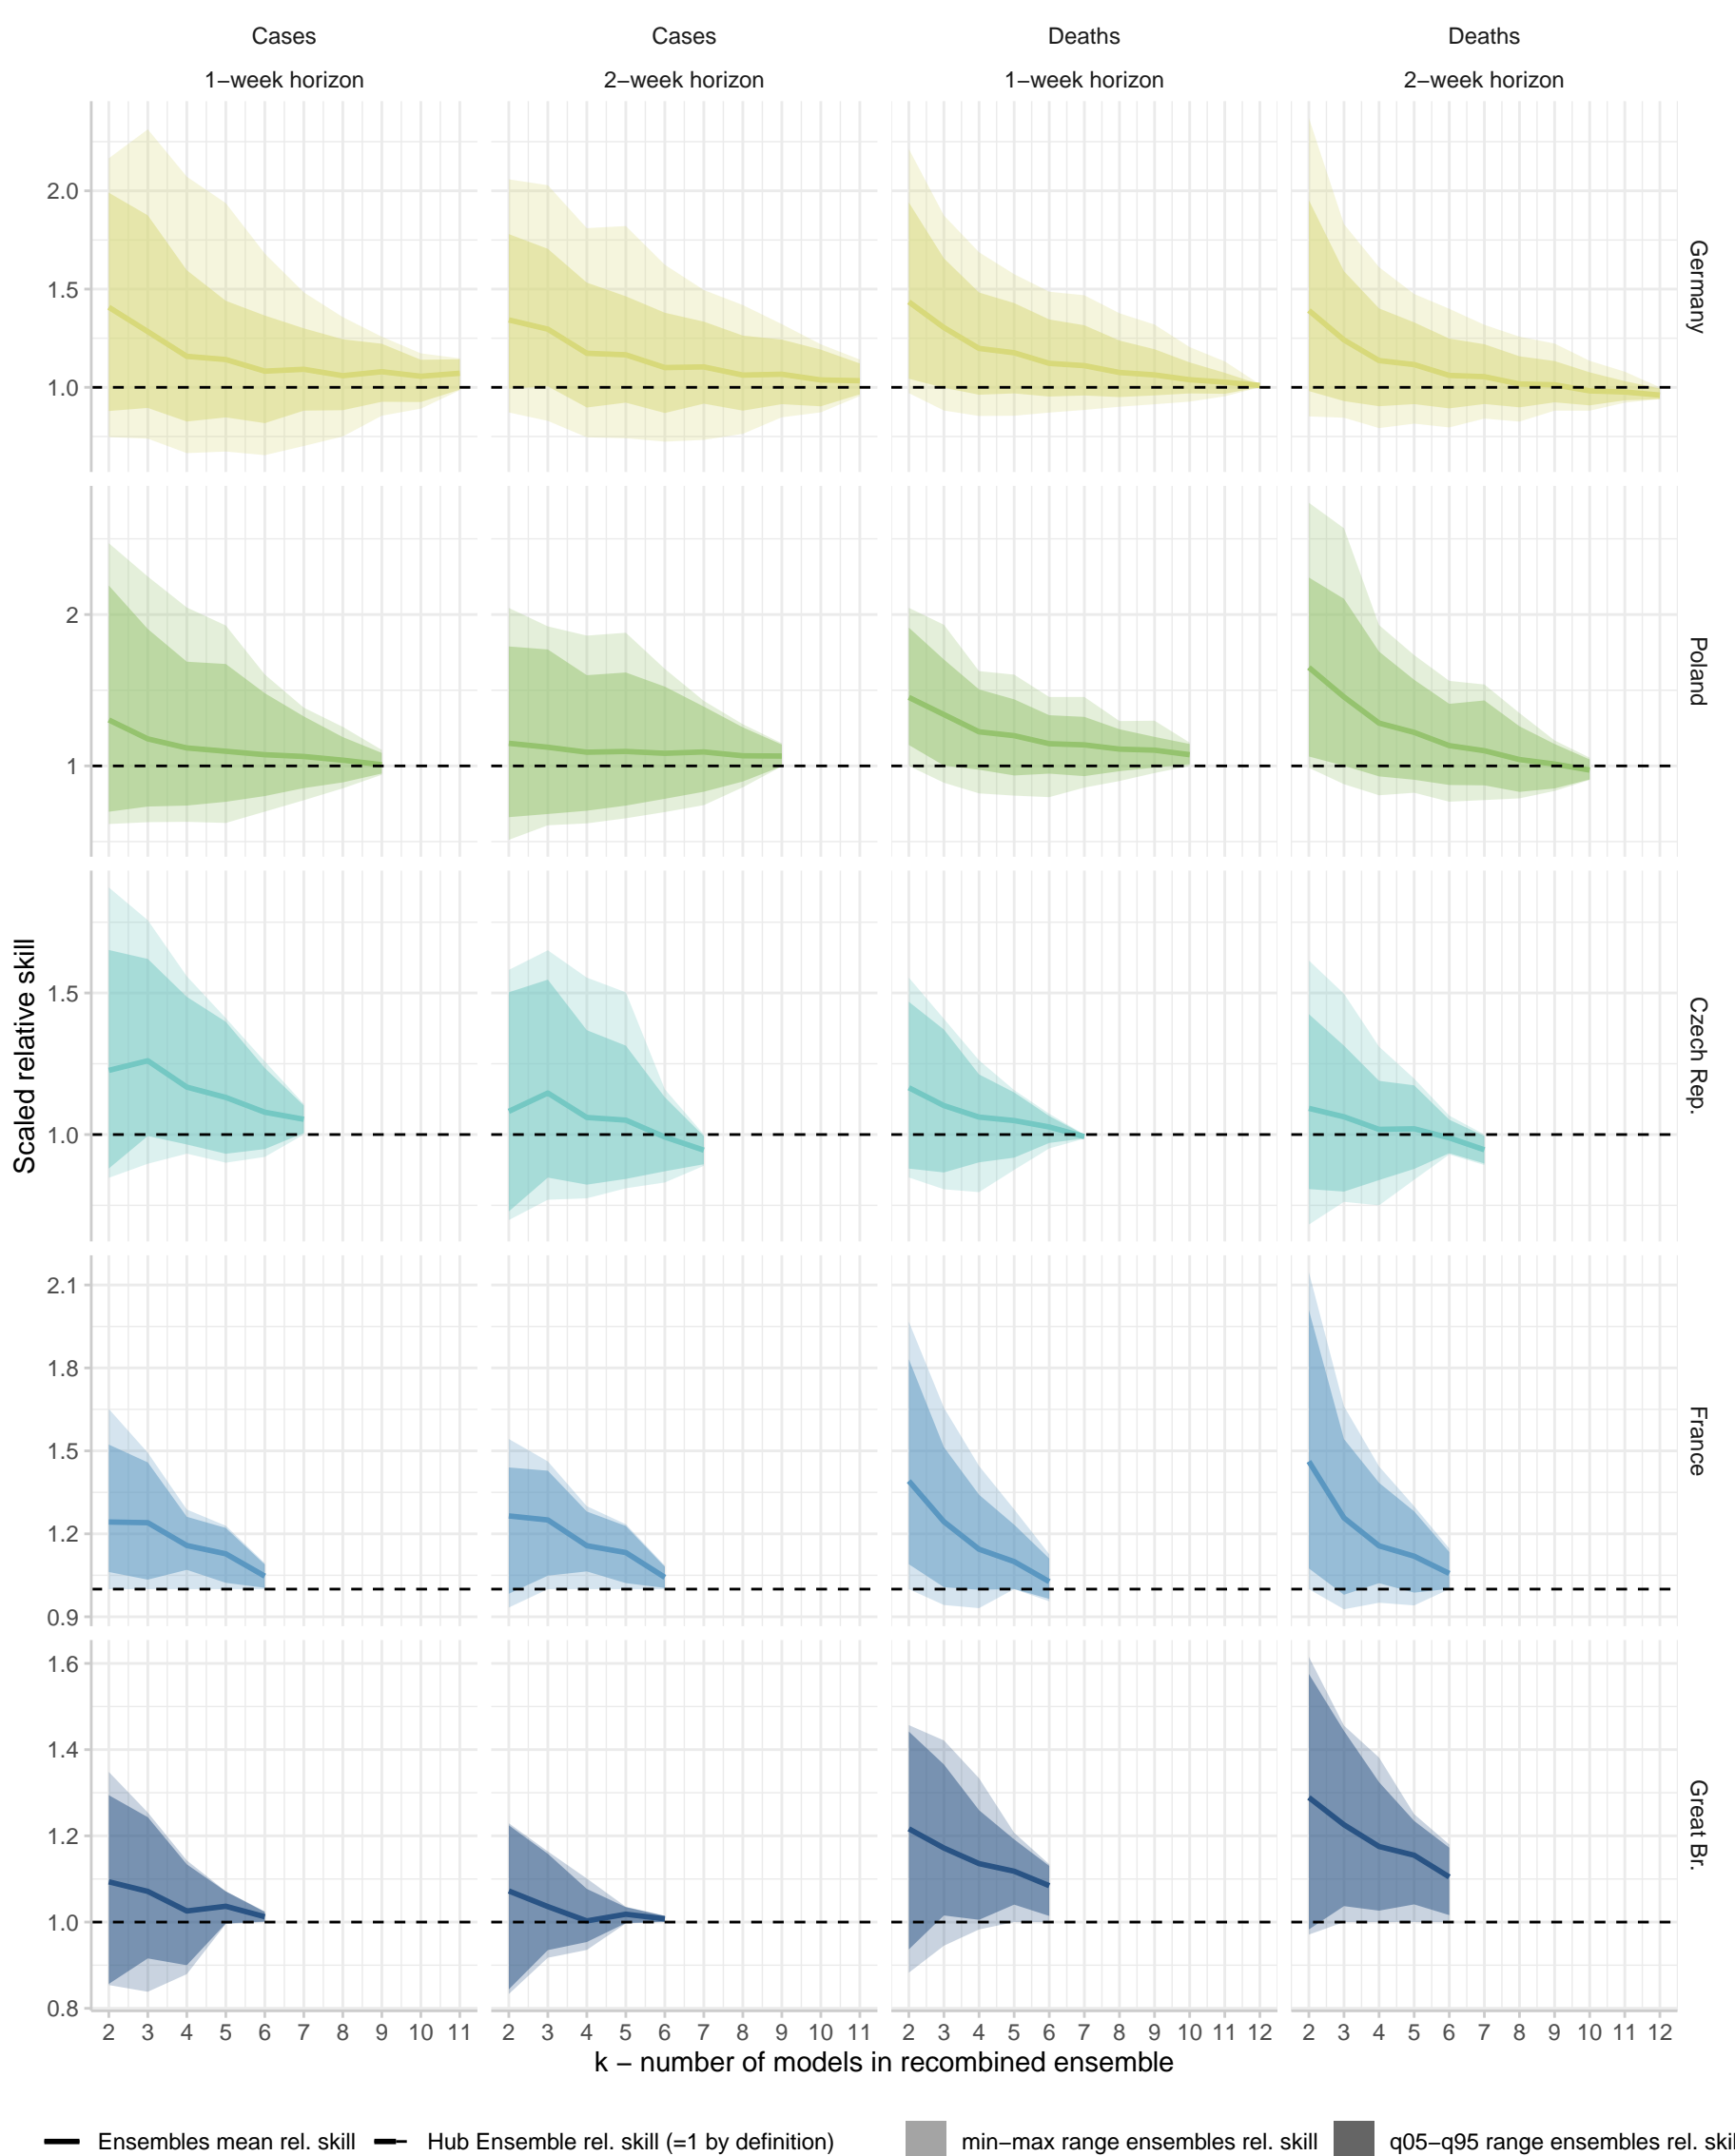 Cases Cases Deaths Deaths
1−week horizon 2−week horizon 1−week horizon 2−week horizon
2.0
1.5
1.0
Germany
2
1
Poland
1.5
1.0
Czech Rep.
2.1
1.8
1.5
1.2
0.9
France
1.6
1.4
1.2
1.0
0.8
Great Br.
Scaled relative skill
2 3 4 5 6 7 8 9 10 11 2 3 4 5 6 7 8 9 10 11 2 3 4 5 6 7 8 9 10 11 12 2 3 4 5 6 7 8 9 10 11 12
k − number of models in recombined ensemble
Ensembles mean rel. skill Hub Ensemble rel. skill (=1 by definition) min−max range ensembles rel. skill q05−q95 range ensembles rel. skil